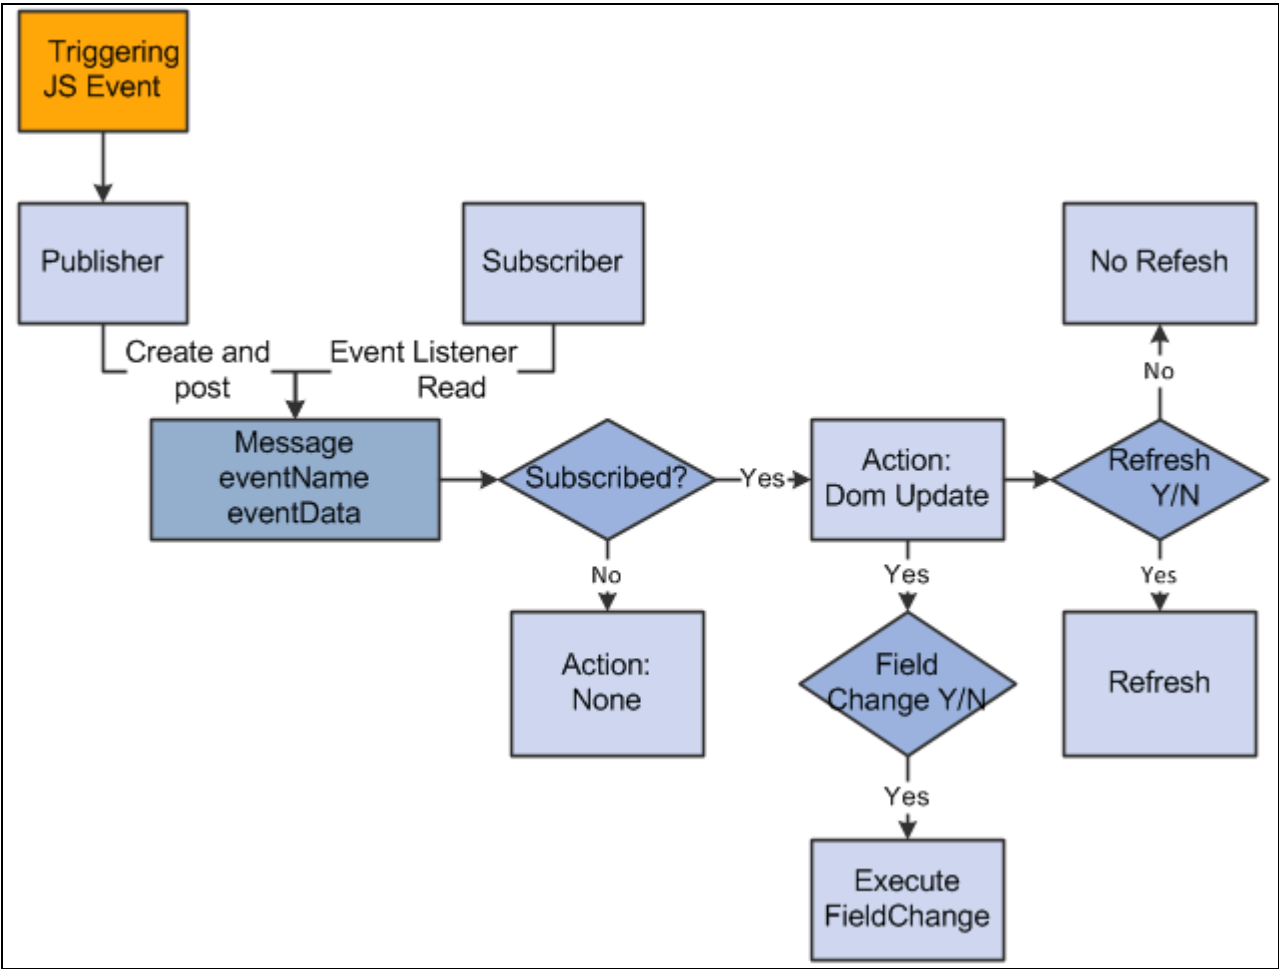 Triggering
JS Event
Publisher
Subscriber
No Refesh
Create and
post
Event Listener
Read
No
Message
eventName
eventData
Subscribed?
Yes
Action:
Dom Update
Refresh
Y/N
No
Yes
Yes
Action:
None
Field
Change Y/N
Refresh
Yes
Execute
FieldChange